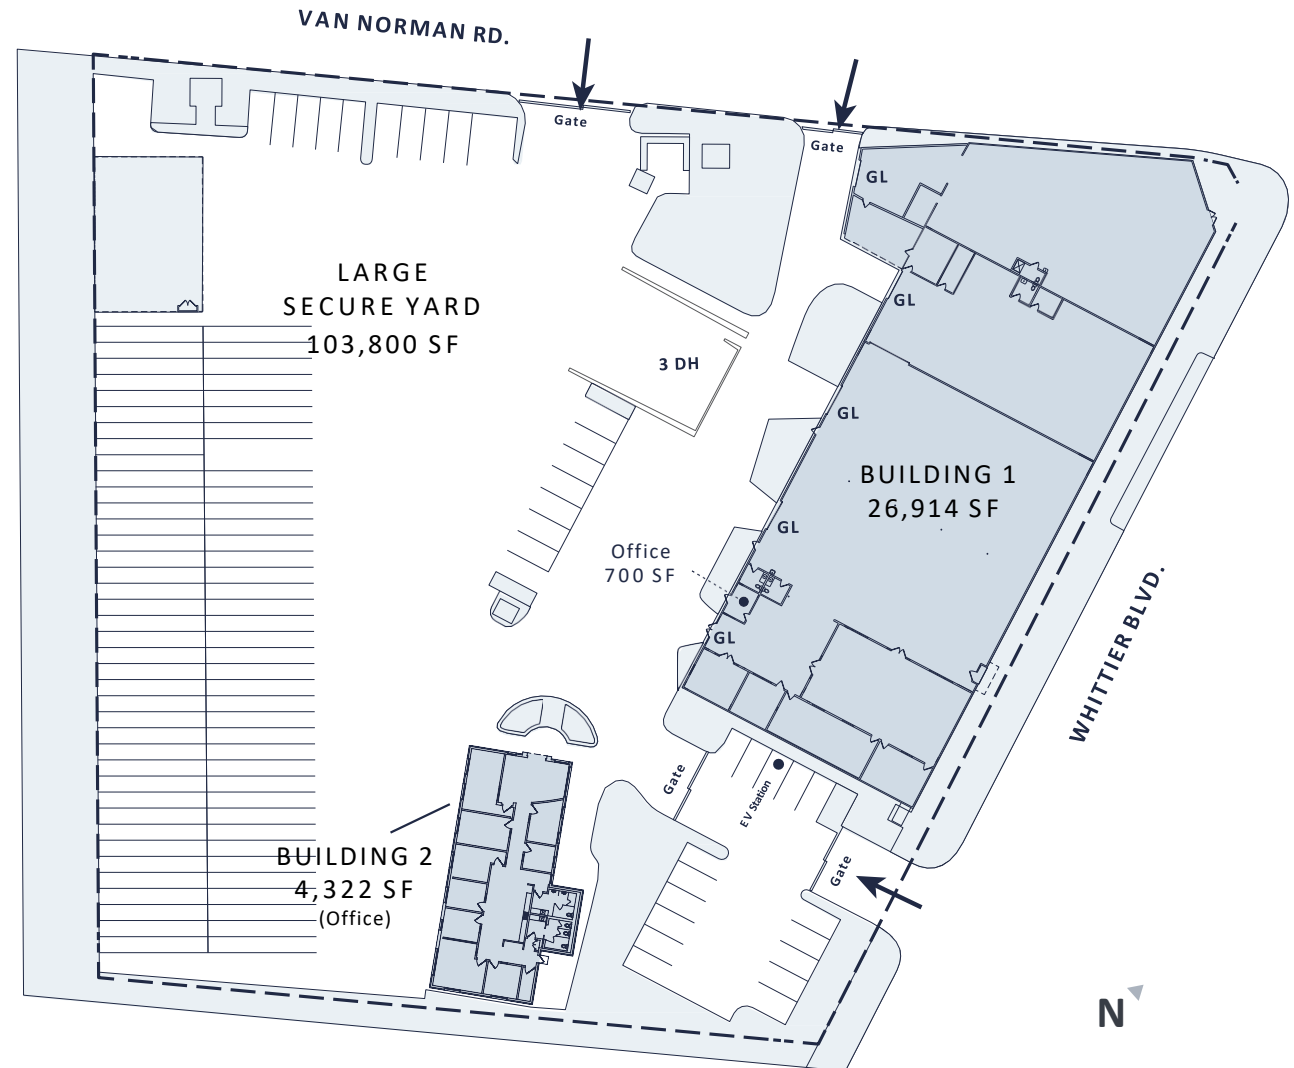 VAN NORMAN RD.
Gate
Gate
GL
LARGE
SECURE YARD
103,800 SF
GL
3 DH
GL
BUILDING 1
26,914 SF
GL
Office
700 SF
GL
WHITTIER BLVD.
Gate
EV Station
BUILDING 2
4,322 SF
(Office)
Gate
N